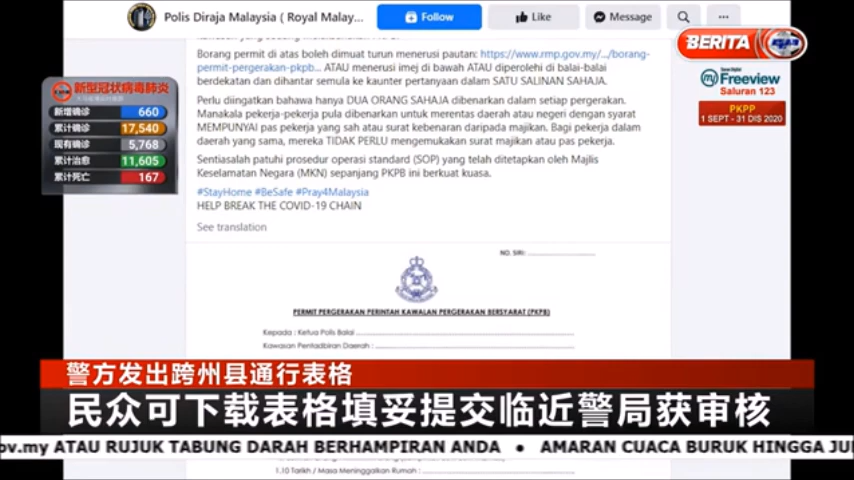 Polis Diraja Malaysia ( Royal Malay...
Follow
Like
Message
Borang permit di atas boleh dimuat turun menerusi pautan: https://www.rmp.gov.my/.../borang-
permit-pergerakan-pkpb... ATAU menerusi imej di bawah ATAU diperolehi di balai-balai
berdekatan dan dihantar semula ke kaunter pertanyaan dalam SATU SALINAN SAHAJA.
Perlu diingatkan bahawa hanya DUA ORANG SAHAJA dibenarkan dalam setiap pergerakan.
Manakala pekerja-pekerja pula dibenarkan untuk merentas daerah atau negeri dengan syarat
MEMPUNYAI pas pekerja yang sah atau surat kebenaran daripada majikan. Bagi pekerja dalam
daerah yang sama, mereka TIDAK PERLU mengemukakan surat majikan atau pas pekerja.
Sentiasalah patuhi prosedur operasi standard (SOP) yang telah ditetapkan oleh Majlis
Keselamatan Negara (MKN) sepanjang PKPB ini berkuat kuasa.
#StayHome #BeSafe #Pray4Malaysia
HELP BREAK THE COVID-19 CHAIN
See translation
BERITA
Freeview
Saluran 123
PKPP
1 SEPT - 31 DIS 2020
新型冠状病毒肺炎
新增确诊 660
累计确诊 17,540
现有确诊 5,768
累计治愈 11,605
累计死亡 167
NO. SIRI:
PERMIT PERGERAKAN PERINTAH KAWALAN PERGERAKAN BERSYARAT (PKPB)
Kepada : Ketua Polis Balai
Kawasan Pentadbiran Daerah :
警方发出跨州县通行表格
民众可下载表格填妥提交临近警局获审核
ov.my ATAU RUJUK TABUNG DARAH BERHAMPIRAN ANDA ● AMARAN CUACA BURUK HINGGA JU
1.10 Tarikh / Masa Meninggalkan Rumah :